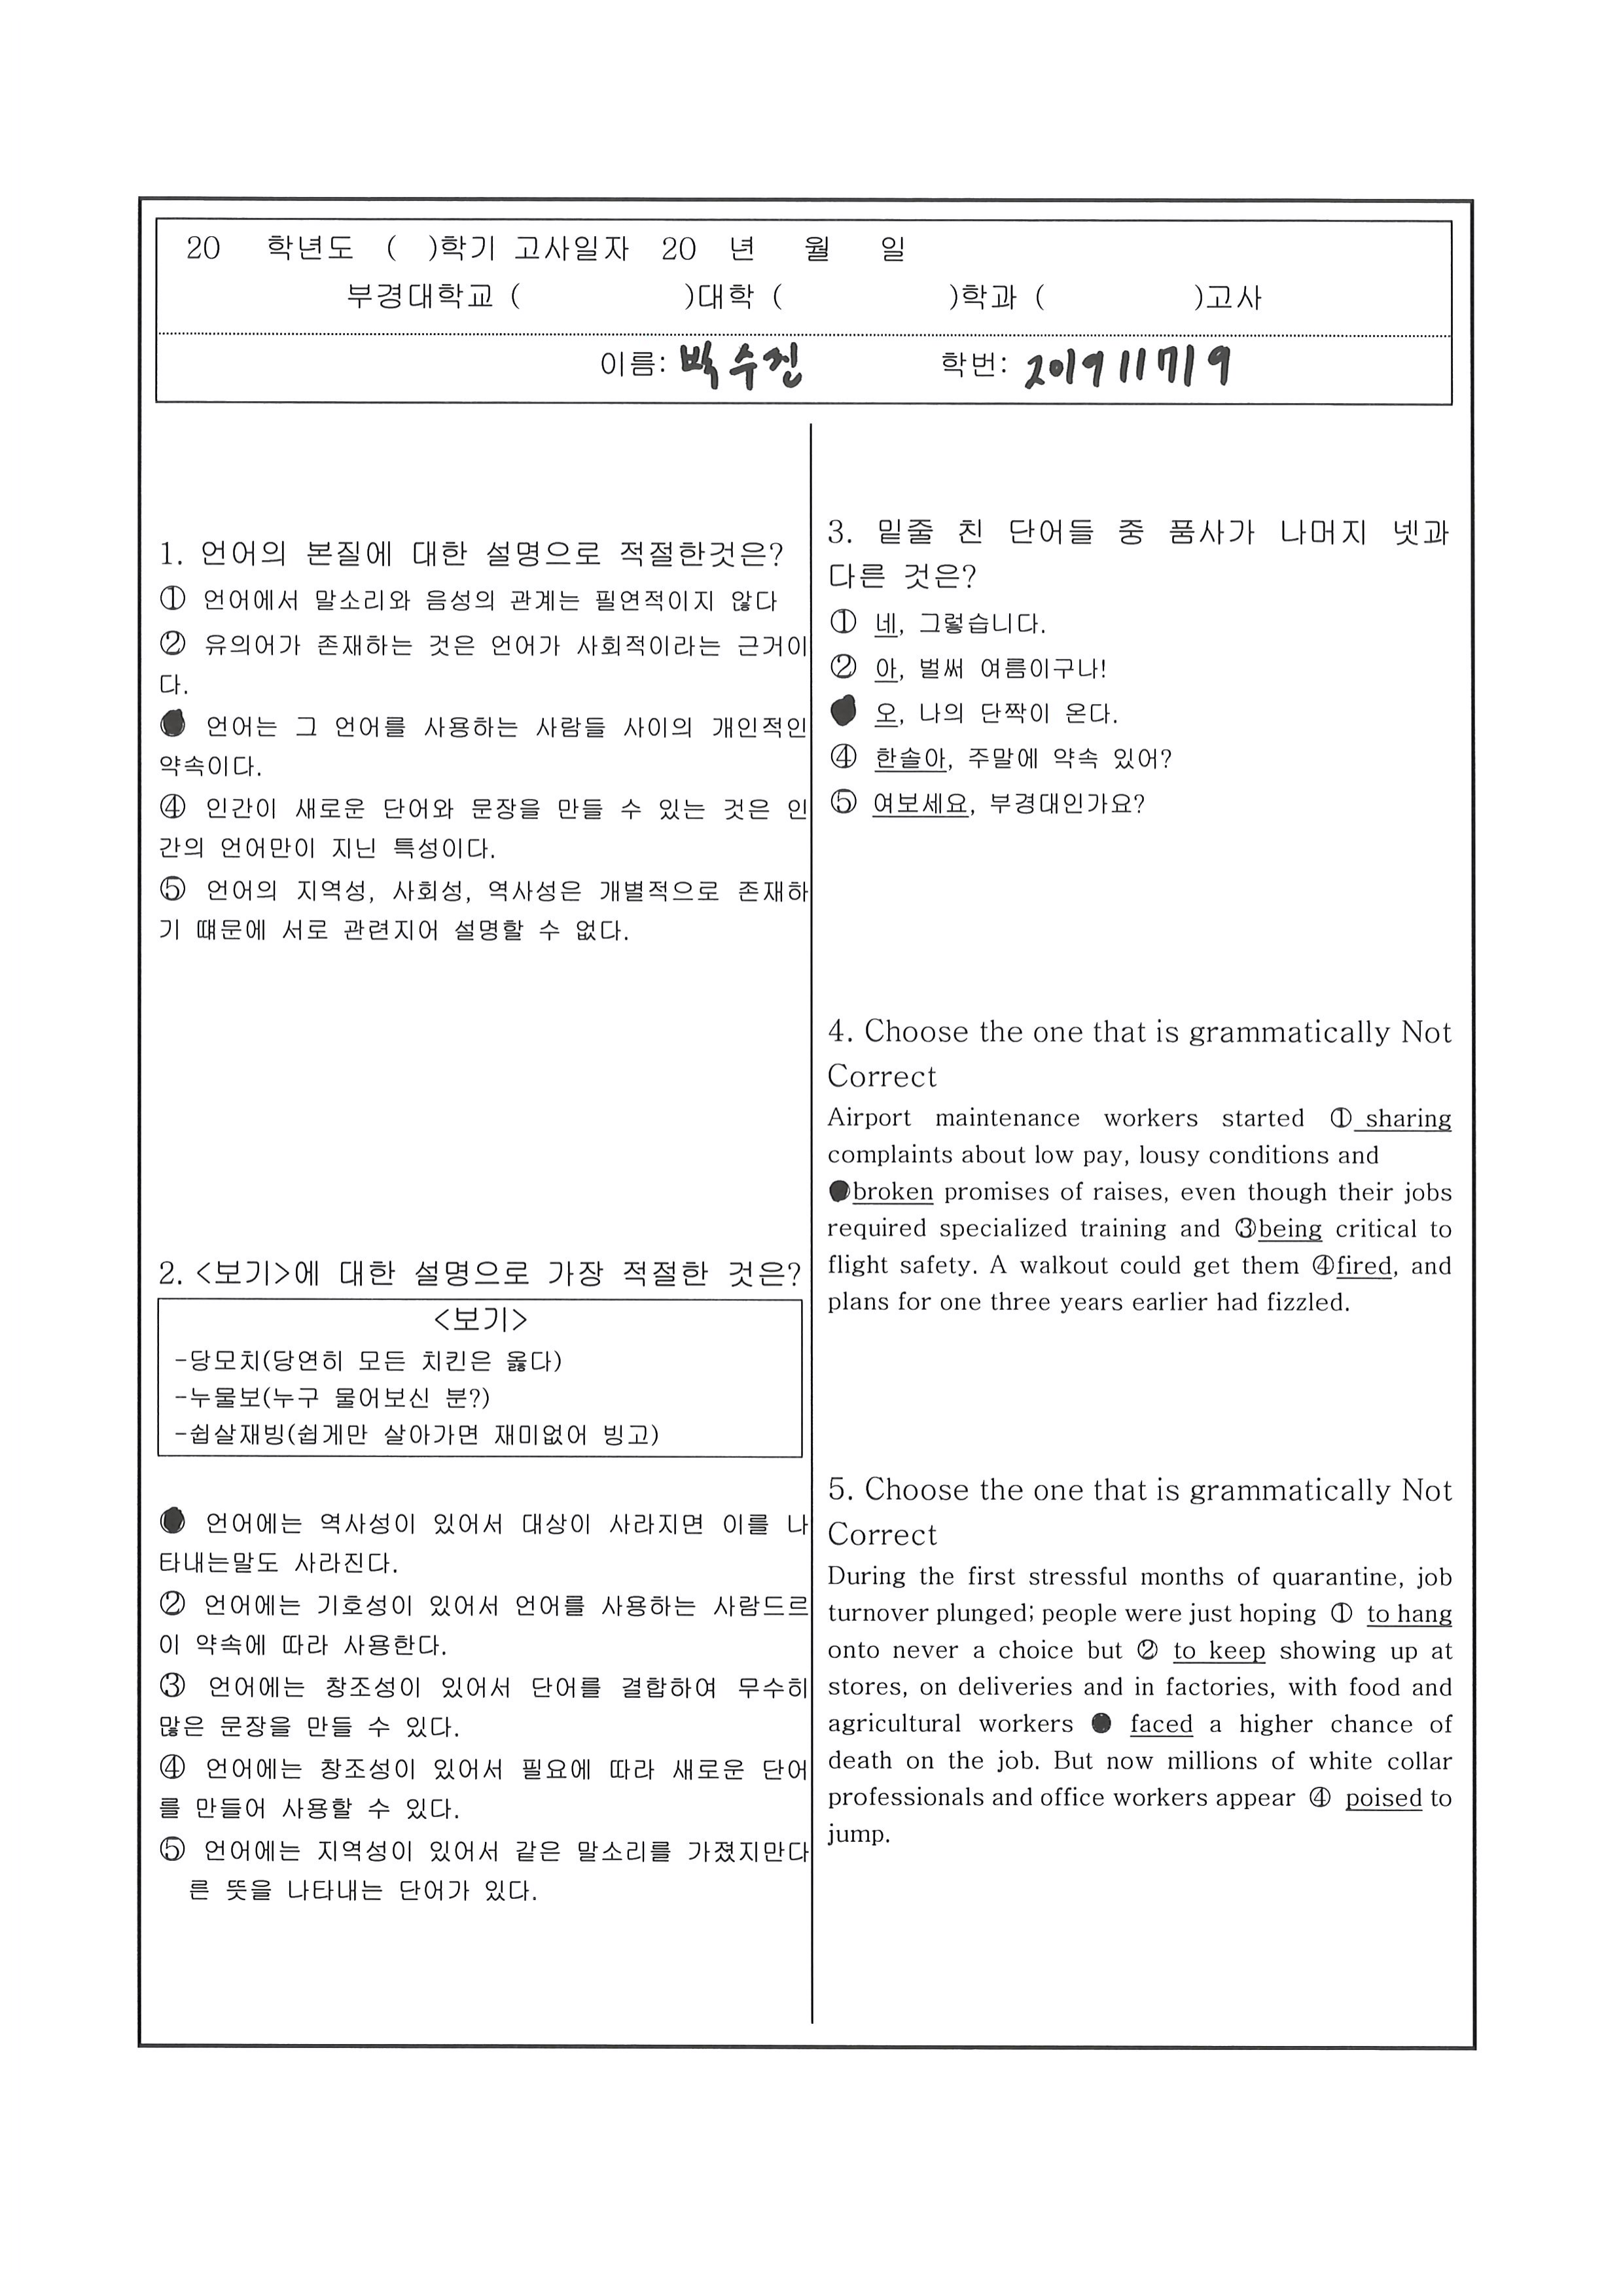 20 학년도 ( )학기 고사일자 20 년 월 일
부경대학교 ( )대학 ( )학과 ( )고사
이름: 박수진 학번: 201911719
1. 언어의 본질에 대한 설명으로 적절한것은?
① 언어에서 말소리와 음성의 관계는 필연적이지 않다
② 유의어가 존재하는 것은 언어가 사회적이라는 근거이
다.
● 언어는 그 언어를 사용하는 사람들 사이의 개인적인
약속이다.
④ 인간이 새로운 단어와 문장을 만들 수 있는 것은 인
간의 언어만이 지닌 특성이다.
⑤ 언어의 지역성, 사회성, 역사성은 개별적으로 존재하
기 떄문에 서로 관련지어 설명할 수 없다.
2. <보기>에 대한 설명으로 가장 적절한 것은?
<보기>
-당모치(당연히 모든 치킨은 옳다)
-누물보(누구 물어보신 분?)
-쉽살재빙(쉽게만 살아가면 재미없어 빙고)
● 언어에는 역사성이 있어서 대상이 사라지면 이를 나
타내는말도 사라진다.
② 언어에는 기호성이 있어서 언어를 사용하는 사람드르
이 약속에 따라 사용한다.
③ 언어에는 창조성이 있어서 단어를 결합하여 무수히
많은 문장을 만들 수 있다.
④ 언어에는 창조성이 있어서 필요에 따라 새로운 단어
를 만들어 사용할 수 있다.
⑤ 언어에는 지역성이 있어서 같은 말소리를 가졌지만다
른 뜻을 나타내는 단어가 있다.
3. 밑줄 친 단어들 중 품사가 나머지 넷과
다른 것은?
① 네, 그렇습니다.
② 아, 벌써 여름이구나!
● 오, 나의 단짝이 온다.
④ 한솔아, 주말에 약속 있어?
⑤ 여보세요, 부경대인가요?
4. Choose the one that is grammatically Not
Correct
Airport maintenance workers started ① sharing
complaints about low pay, lousy conditions and
●broken promises of raises, even though their jobs
required specialized training and ③being critical to
flight safety. A walkout could get them ④fired, and
plans for one three years earlier had fizzled.
5. Choose the one that is grammatically Not
Correct
During the first stressful months of quarantine, job
turnover plunged; people were just hoping ① to hang
onto never a choice but ② to keep showing up at
stores, on deliveries and in factories, with food and
agricultural workers ● faced a higher chance of
death on the job. But now millions of white collar
professionals and office workers appear ④ poised to
jump.